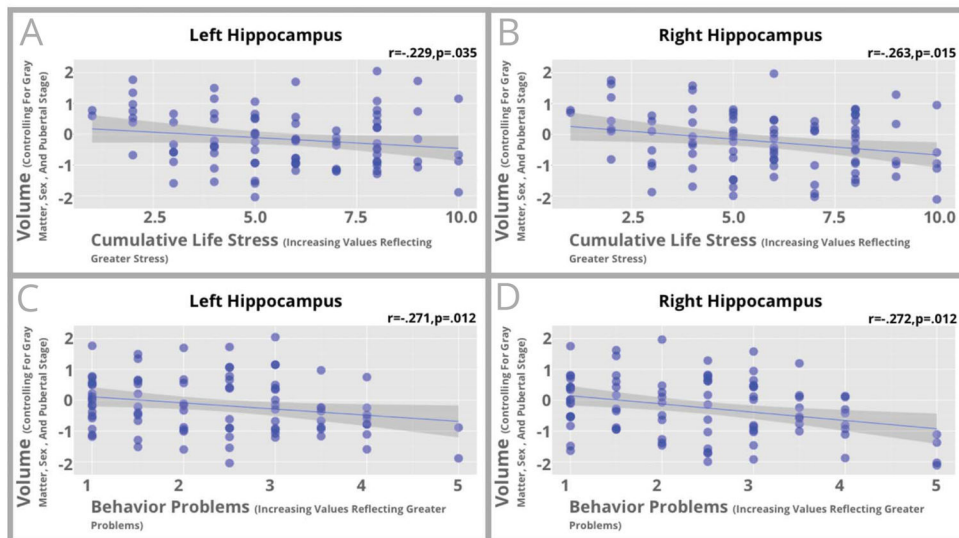 A
Left Hippocampus
r=-.229,p=.035
Volume (Controlling For Gray
Matter, Sex , And Pubertal Stage)
2
1
0
-1
-2
2.5
5.0
7.5
10.0
Cumulative Life Stress (Increasing Values Reflecting
Greater Stress)
B
Right Hippocampus
r=-.263,p=.015
Volume (Controlling For Gray
Matter, Sex , And Pubertal Stage)
2
1
0
-1
-2
2.5
5.0
7.5
10.0
Cumulative Life Stress (Increasing Values Reflecting
Greater Stress)
C
Left Hippocampus
r=-.271,p=.012
Volume (Controlling For Gray
Matter, Sex , And Pubertal Stage)
2
1
0
-1
-2
1
2
3
4
5
Behavior Problems (Increasing Values Reflecting Greater
Problems)
D
Right Hippocampus
r=-.272,p=.012
Volume (Controlling For Gray
Matter, Sex , And Pubertal Stage)
2
1
0
-1
-2
1
2
3
4
5
Behavior Problems (Increasing Values Reflecting Greater
Problems)